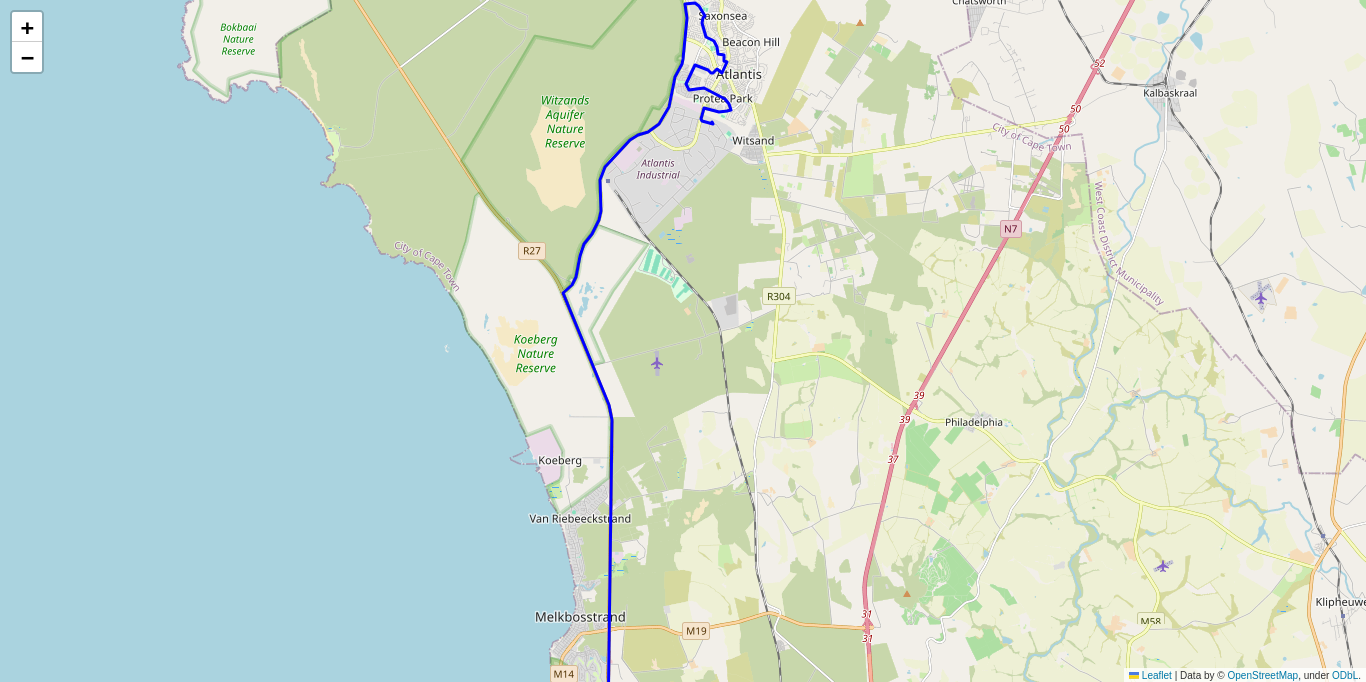 +
−
Chatsworth
Bokbaai
Nature
Reserve
Saxonsea
Beacon Hill
52
Atlantis
Kalbaskraal
Witzands
Aquifer
Nature
Reserve
Protea Park
50
50
City of Cape Town
Witsand
Atlantis
Industrial
West Coast District Municipality
N7
City of Cape Town
R27
R304
Koeberg
Nature
Reserve
39
39
Philadelphia
37
Koeberg
Van Riebeeckstrand
31
Melkbosstrand
M19
31
M58
Klipheuwe
M14
Leaflet | Data by © OpenStreetMap, under ODbL.